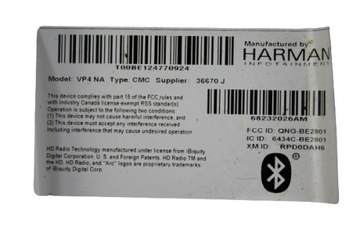 T00BE124770924
Manufactured by
HARMAN
INFOTAINMENT
Model: VP4 NA Type: CMC Supplier: 36670 J
This device complies with part 15 of the FCC rules and
with Industry Canada license-exempt RSS standard(s)
Operation is subject to the following two conditions
(1) This device may not cause harmful interference, and
(2) This device must accept any interference received
Including interference that may cause undesired operation
68232026AM
FCC ID: QNG-BE2801
IC ID: 6434C-BE2801
XM ID: RPD0DAH6
HD Radio Technology manufactured under license from iBiquity
Digital Corporation. U.S. and Foreign Patents. HD Radio TM and
the HD, HD Radio, and "Arc" logos are proprietary trademarks
of iBiquity Digital Corp